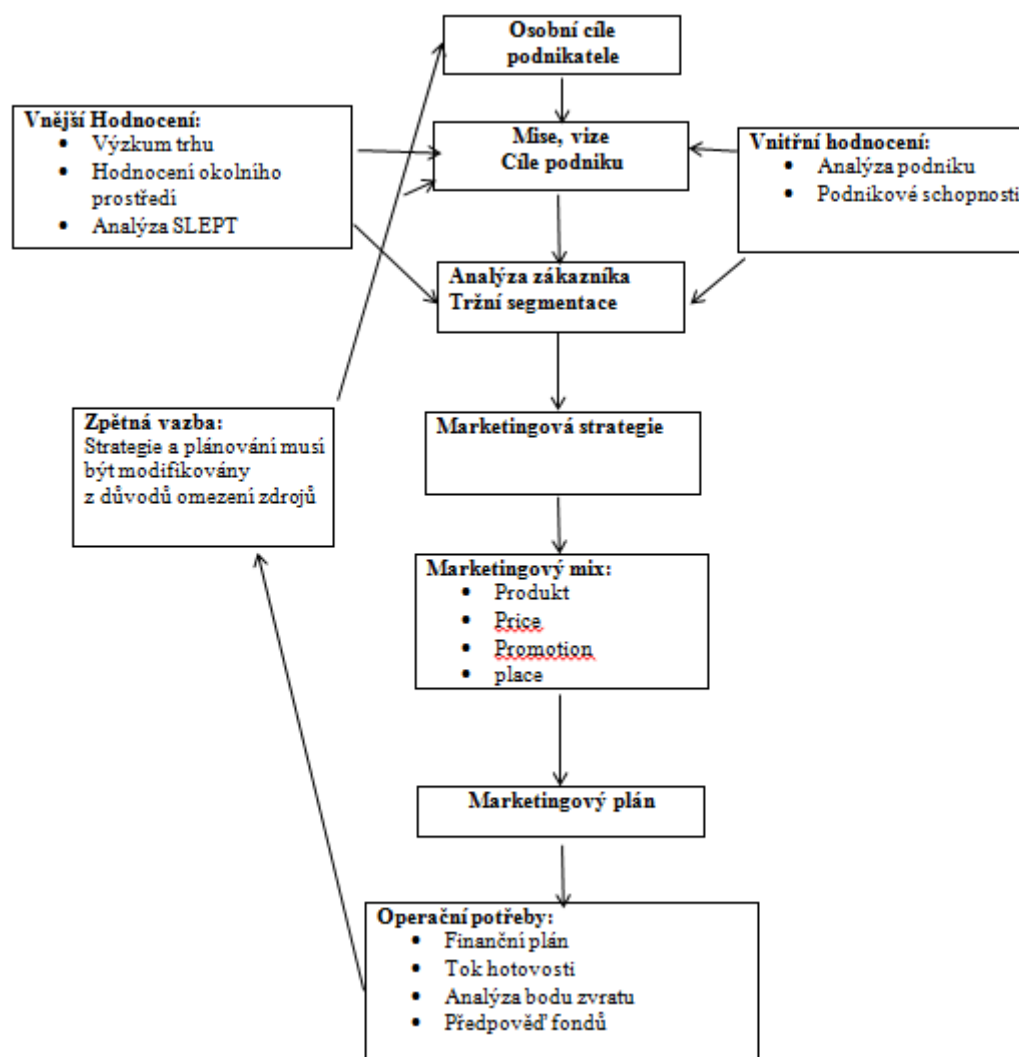 Osobní cíle
podnikatele
Vnější Hodnocení:
• Výzkum trhu
• Hodnocení okolního
prostředí
• Analýza SLEPT
Mise, vize
Cíle podniku
Vnitřní hodnocení:
• Analýza podniku
• Podnikové schopnosti
Analýza zákazníka
Tržní segmentace
Zpětná vazba:
Strategie a plánování musí
být modifikovány
z důvodů omezení zdrojů
Marketingová strategie
Marketingový mix:
• Produkt
• Price
• Promotion
• place
Marketingový plán
Operační potřeby:
• Finanční plán
• Tok hotovosti
• Analýza bodu zvratu
• Předpověď fondů